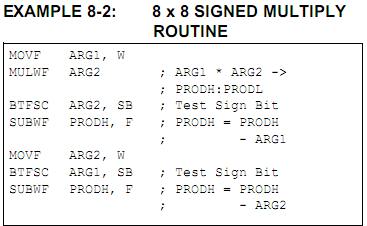 EXAMPLE 8-2: 8 x 8 SIGNED MULTIPLY
ROUTINE
MOVF ARG1, W
MULWF ARG2 ; ARG1 * ARG2 ->
; PRODH:PRODL
BTFSC ARG2, SB ; Test Sign Bit
SUBWF PRODH, F ; PRODH = PRODH
; - ARG1
MOVF ARG2, W
BTFSC ARG1, SB ; Test Sign Bit
SUBWF PRODH, F ; PRODH = PRODH
; - ARG2